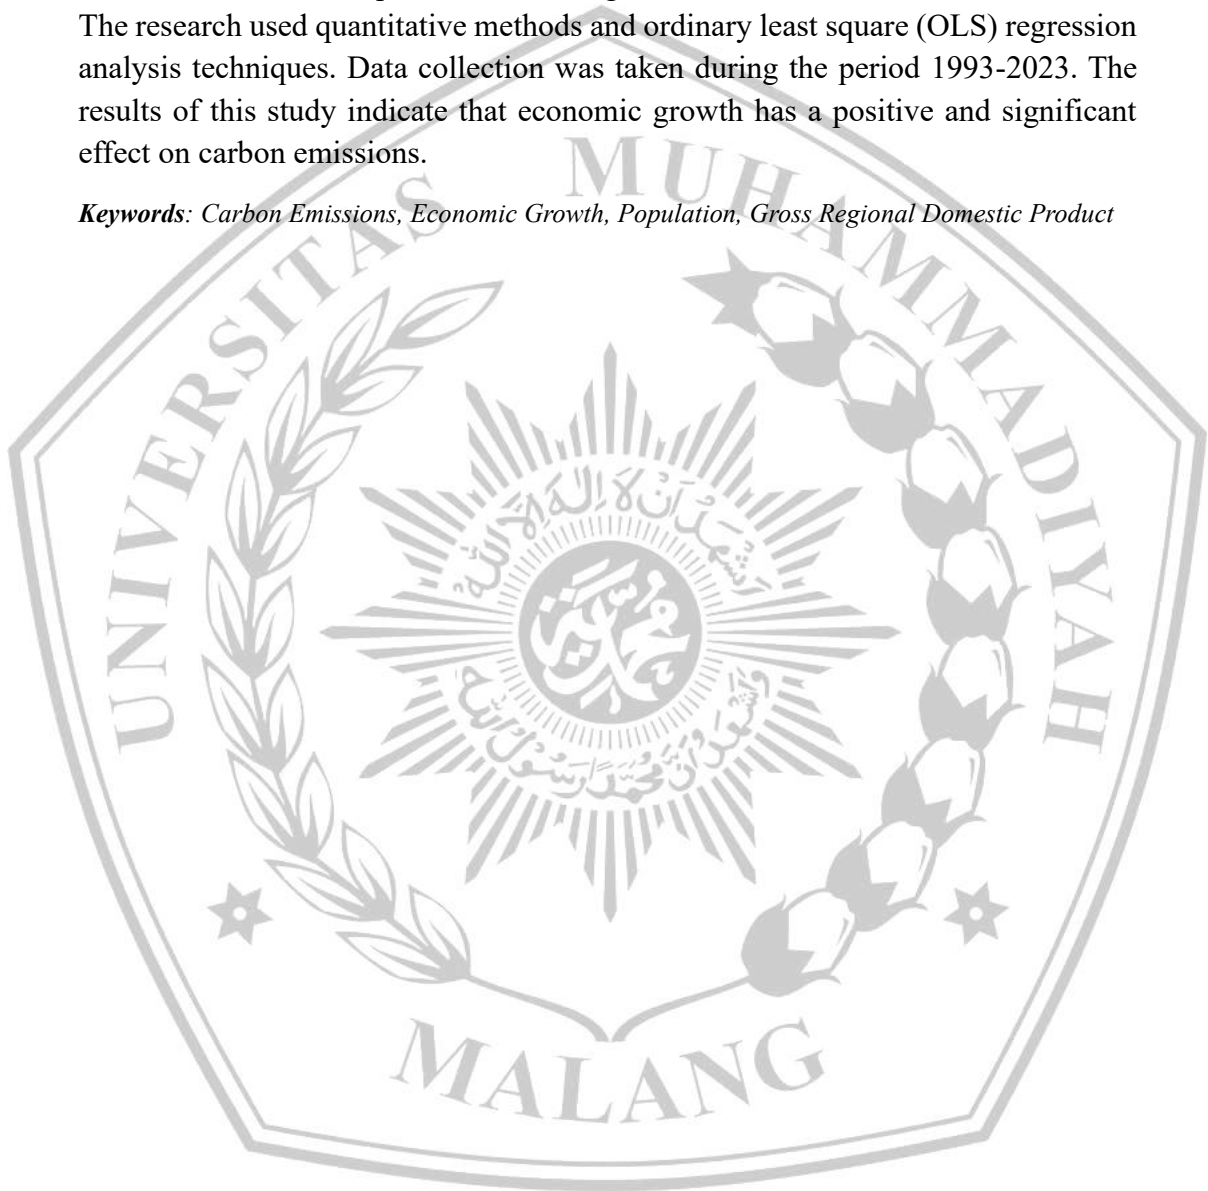 The research used quantitative methods and ordinary least square (OLS) regression
analysis techniques. Data collection was taken during the period 1993-2023. The
results of this study indicate that economic growth has a positive and significant
effect on carbon emissions.
Keywords: Carbon Emissions, Economic Growth, Population, Gross Regional Domestic Product
UNIVERSITAS MUHAMMADIYAH
MALANG